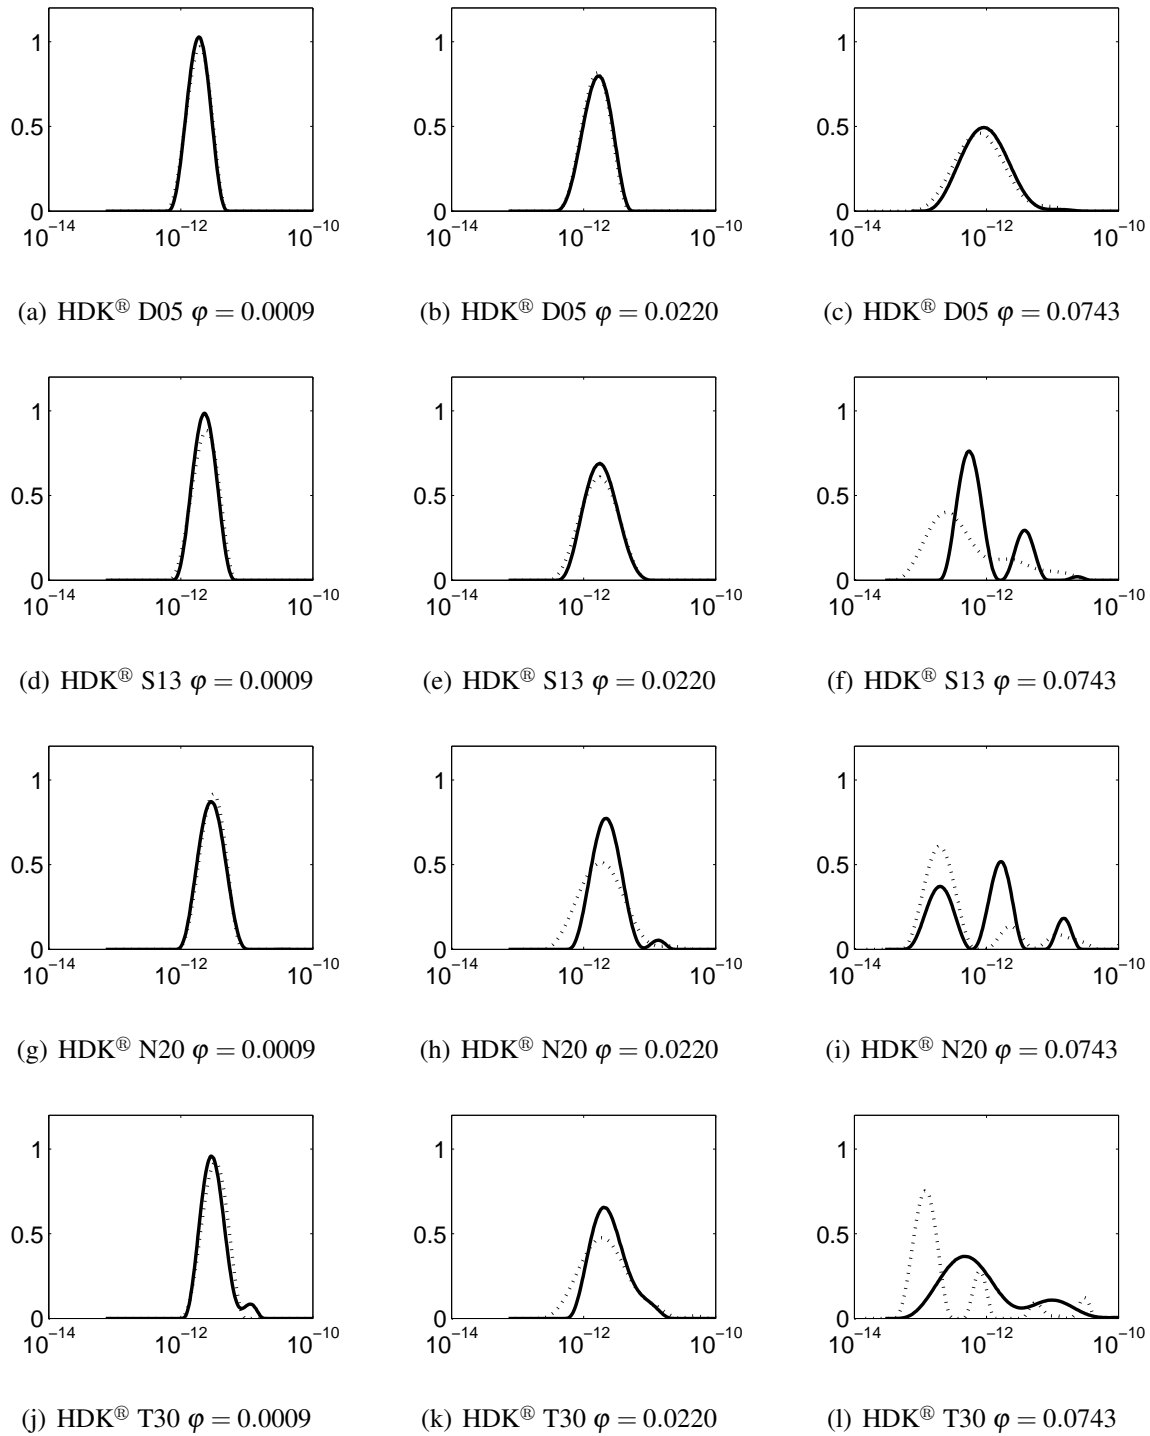 1 1 1
0.5 0.5 0.5
0 0 0
10⁻¹⁴ 10⁻¹² 10⁻¹⁰ 10⁻¹⁴ 10⁻¹² 10⁻¹⁰ 10⁻¹⁴ 10⁻¹² 10⁻¹⁰
(a) HDK® D05 φ = 0.0009 (b) HDK® D05 φ = 0.0220 (c) HDK® D05 φ = 0.0743
1 1 1
0.5 0.5 0.5
0 0 0
10⁻¹⁴ 10⁻¹² 10⁻¹⁰ 10⁻¹⁴ 10⁻¹² 10⁻¹⁰ 10⁻¹⁴ 10⁻¹² 10⁻¹⁰
(d) HDK® S13 φ = 0.0009 (e) HDK® S13 φ = 0.0220 (f) HDK® S13 φ = 0.0743
1 1 1
0.5 0.5 0.5
0 0 0
10⁻¹⁴ 10⁻¹² 10⁻¹⁰ 10⁻¹⁴ 10⁻¹² 10⁻¹⁰ 10⁻¹⁴ 10⁻¹² 10⁻¹⁰
(g) HDK® N20 φ = 0.0009 (h) HDK® N20 φ = 0.0220 (i) HDK® N20 φ = 0.0743
1 1 1
0.5 0.5 0.5
0 0 0
10⁻¹⁴ 10⁻¹² 10⁻¹⁰ 10⁻¹⁴ 10⁻¹² 10⁻¹⁰ 10⁻¹⁴ 10⁻¹² 10⁻¹⁰
(j) HDK® T30 φ = 0.0009 (k) HDK® T30 φ = 0.0220 (l) HDK® T30 φ = 0.0743